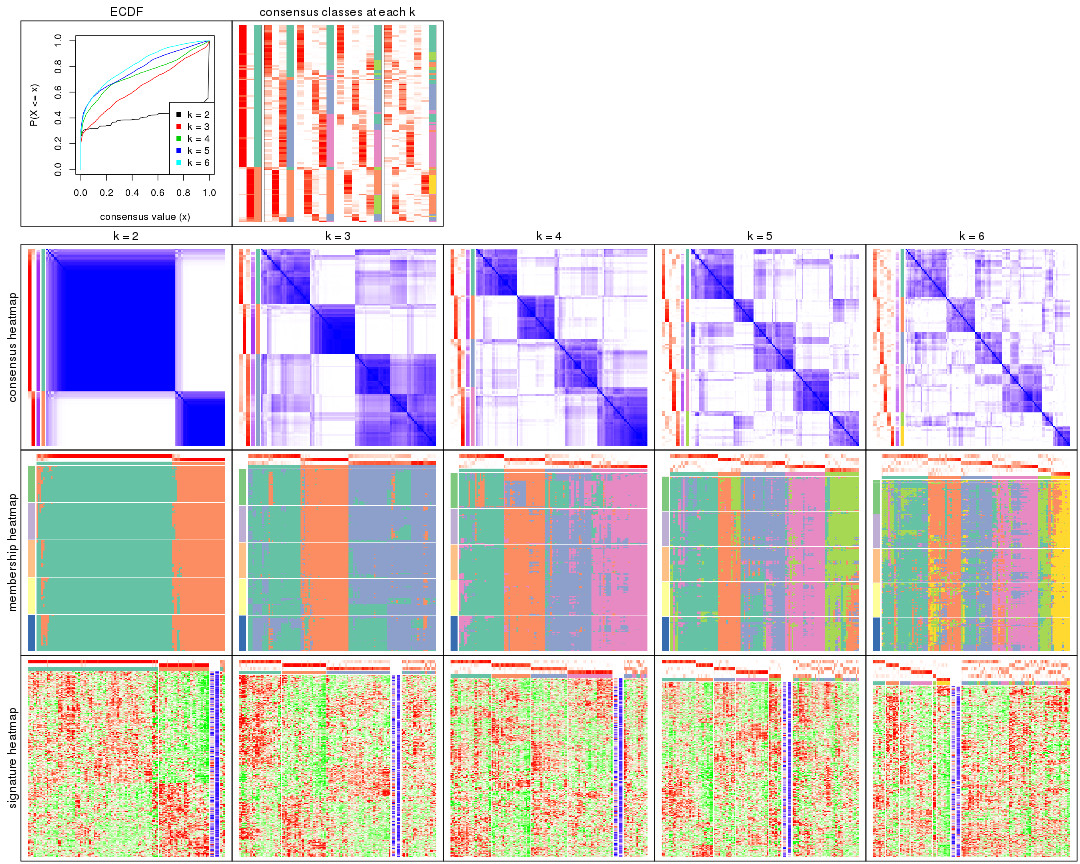 ECDF
consensus classes at each k
P(X <= x)
0.0 0.2 0.4 0.6 0.8 1.0
k = 2
k = 3
k = 4
k = 5
k = 6
0.0 0.2 0.4 0.6 0.8 1.0
consensus value (x)
k = 2 k = 3 k = 4 k = 5 k = 6
consensus heatmap
membership heatmap
signature heatmap